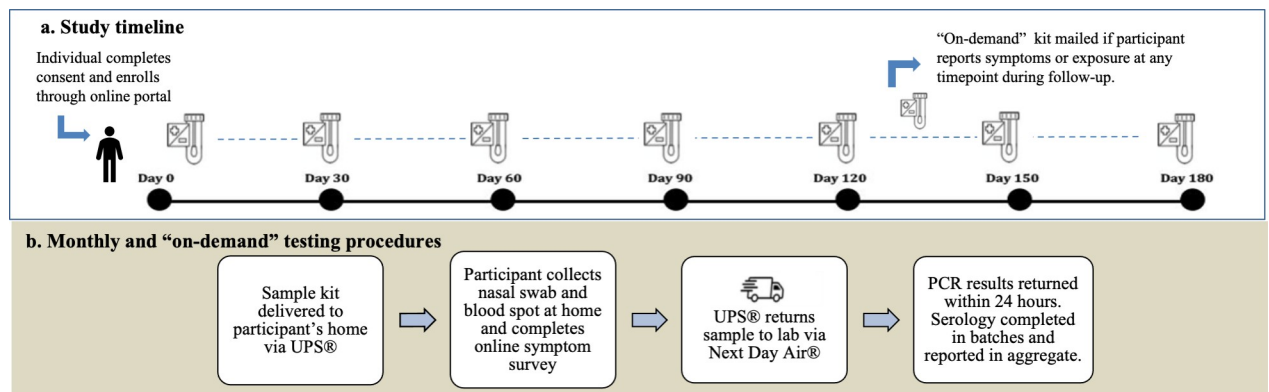 a. Study timeline
Individual completes
consent and enrolls
through online portal
“On-demand” kit mailed if participant
reports symptoms or exposure at any
timepoint during follow-up.
Day 0
Day 30
Day 60
Day 90
Day 120
Day 150
Day 180
b. Monthly and “on-demand” testing procedures
Sample kit
delivered to
participant’s home
via UPS®
Participant collects
nasal swab and
blood spot at home
and completes
online symptom
survey
UPS® returns
sample to lab via
Next Day Air®
PCR results returned
within 24 hours.
Serology completed
in batches and
reported in aggregate.